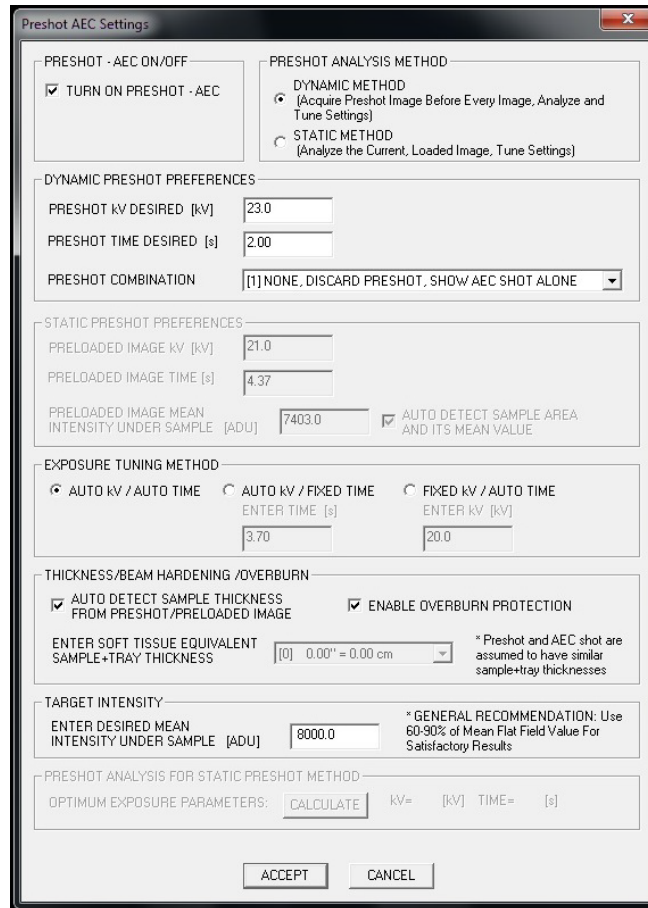 Preshot AEC Settings
PRESHOT - AEC ON/OFF
TURN ON PRESHOT - AEC
PRESHOT ANALYSIS METHOD
DYNAMIC METHOD
(Acquire Preshot Image Before Every Image, Analyze and
Tune Settings)
STATIC METHOD
(Analyze the Current, Loaded Image, Tune Settings)
DYNAMIC PRESHOT PREFERENCES
PRESHOT kV DESIRED [kV]
23.0
PRESHOT TIME DESIRED [s]
2.00
PRESHOT COMBINATION
[1] NONE, DISCARD PRESHOT, SHOW AEC SHOT ALONE
STATIC PRESHOT PREFERENCES
PRELOADED IMAGE kV [kV]
21.0
PRELOADED IMAGE TIME [s]
4.37
PRELOADED IMAGE MEAN
INTENSITY UNDER SAMPLE [ADU]
7403.0
AUTO DETECT SAMPLE AREA
AND ITS MEAN VALUE
EXPOSURE TUNING METHOD
AUTO kV / AUTO TIME
AUTO kV / FIXED TIME
ENTER TIME [s]
3.70
FIXED kV / AUTO TIME
ENTER kV [kV]
20.0
THICKNESS/BEAM HARDENING /OVERBURN
AUTO DETECT SAMPLE THICKNESS
FROM PRESHOT/PRELOADED IMAGE
ENABLE OVERBURN PROTECTION
ENTER SOFT TISSUE EQUIVALENT
SAMPLE+TRAY THICKNESS
[0] 0.00" = 0.00 cm
* Preshot and AEC shot are
assumed to have similar
sample+tray thicknesses
TARGET INTENSITY
ENTER DESIRED MEAN
INTENSITY UNDER SAMPLE [ADU]
8000.0
* GENERAL RECOMMENDATION: Use
60-90% of Mean Flat Field Value For
Satisfactory Results
PRESHOT ANALYSIS FOR STATIC PRESHOT METHOD
OPTIMUM EXPOSURE PARAMETERS:
CALCULATE
kV= [kV] TIME= [s]
ACCEPT
CANCEL